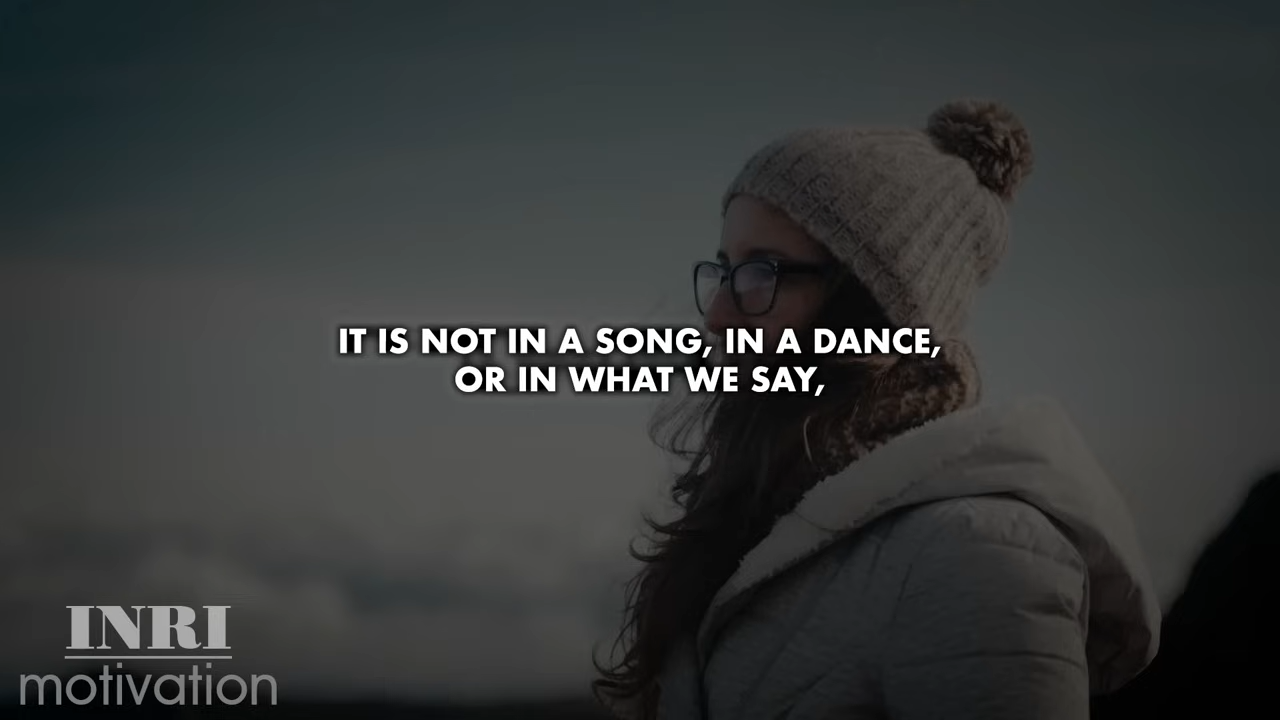 IT IS NOT IN A SONG, IN A DANCE,
OR IN WHAT WE SAY,
INRI
motivation